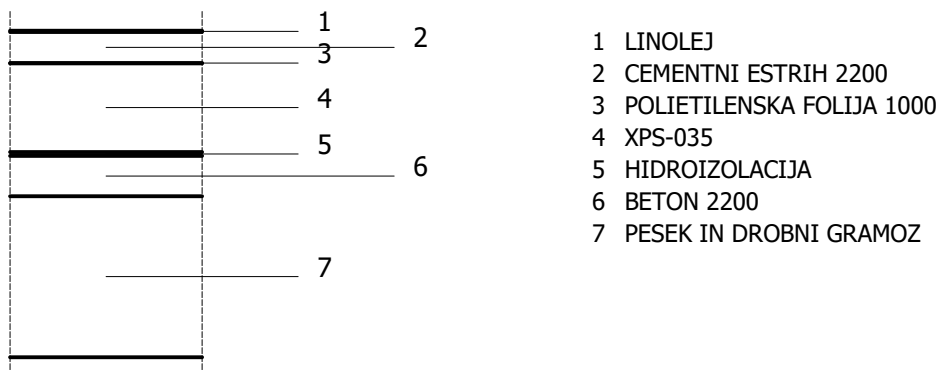 1
2
3
4
5
6
7
1 LINOLEJ
2 CEMENTNI ESTRIH 2200
3 POLIETILENSKA FOLIJA 1000
4 XPS-035
5 HIDROIZOLACIJA
6 BETON 2200
7 PESEK IN DROBNI GRAMOZ